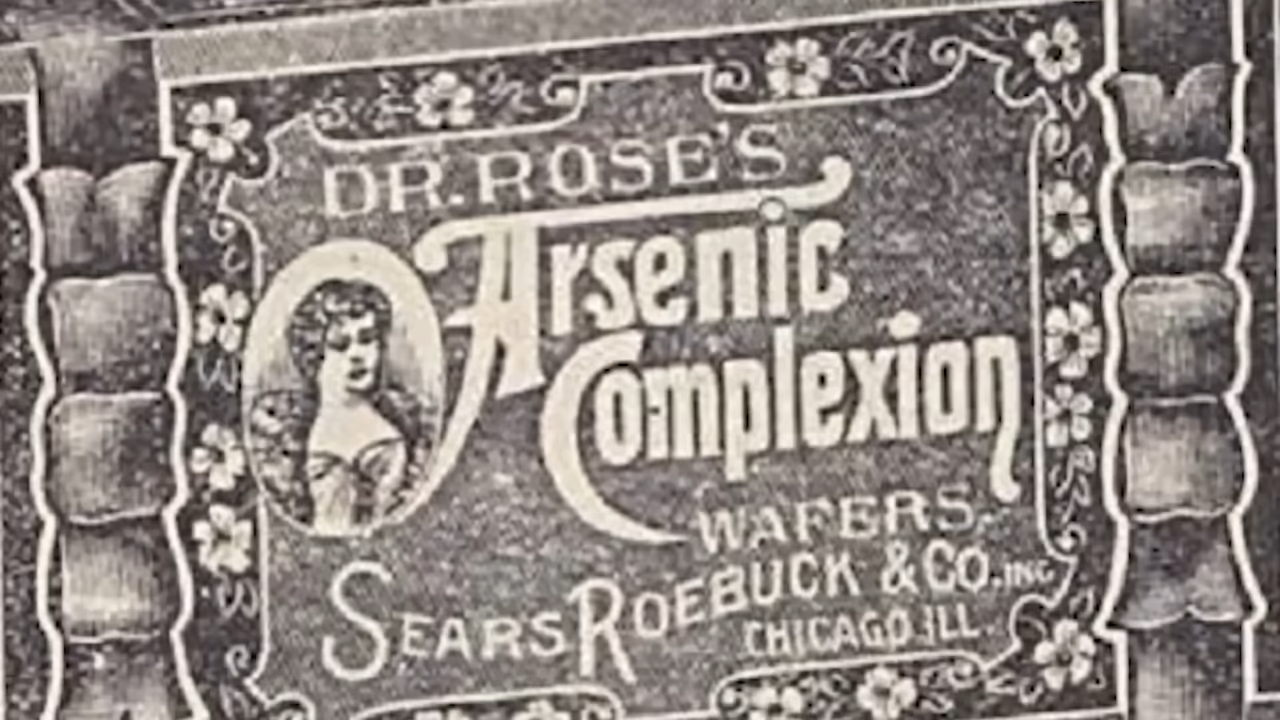 DR. ROSE'S
Arsenic
Complexion
WAFERS.
SEARS ROEBUCK & CO. INC
CHICAGO. ILL.